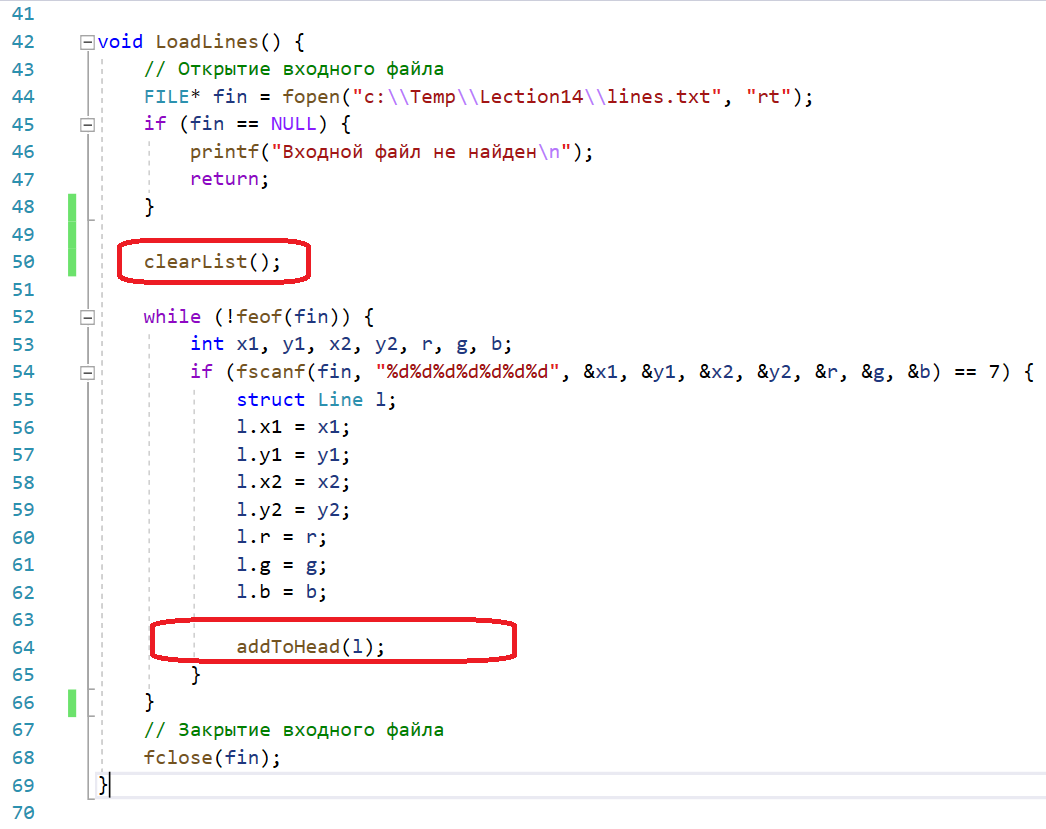 41
42 void LoadLines() {
43 // Открытие входного файла
44 FILE* fin = fopen("c:\\Temp\\Lection14\\lines.txt", "rt");
45 if (fin == NULL) {
46 printf("Входной файл не найден\n");
47 return;
48 }
49
50 clearList();
51
52 while (!feof(fin)) {
53 int x1, y1, x2, y2, r, g, b;
54 if (fscanf(fin, "%d%d%d%d%d%d%d", &x1, &y1, &x2, &y2, &r, &g, &b) == 7) {
55 struct Line l;
56 l.x1 = x1;
57 l.y1 = y1;
58 l.x2 = x2;
59 l.y2 = y2;
60 l.r = r;
61 l.g = g;
62 l.b = b;
63
64 addToHead(l);
65 }
66 }
67 // Закрытие входного файла
68 fclose(fin);
69 }
70